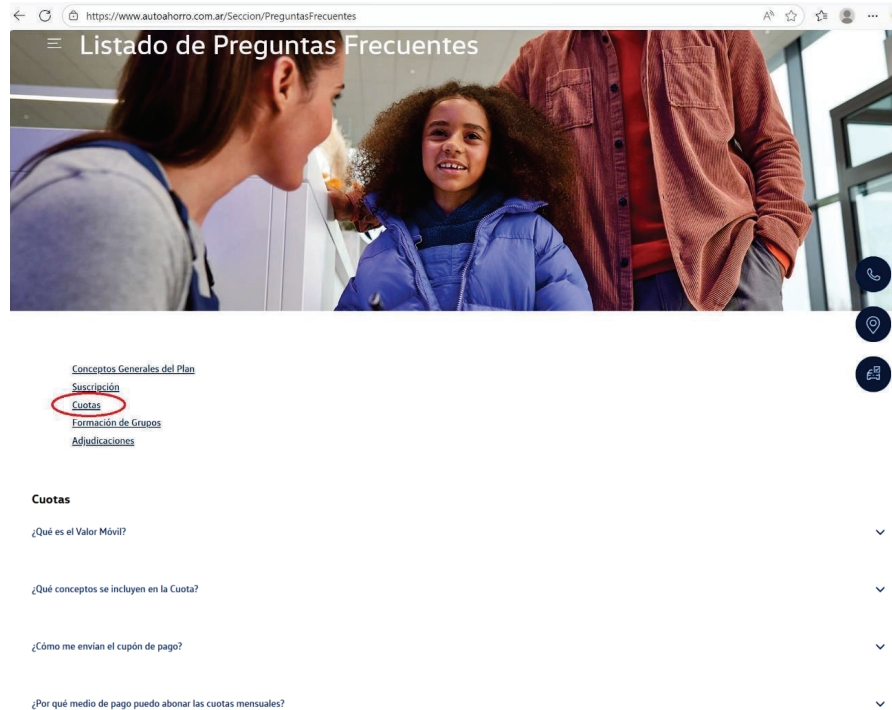 https://www.autoahorro.com.ar/Seccion/PreguntasFrecuentes
Listado de Preguntas Frecuentes
Conceptos Generales del Plan
Suscripción
Cuotas
Formación de Grupos
Adjudicaciones
Cuotas
¿Qué es el Valor Móvil?
¿Qué conceptos se incluyen en la Cuota?
¿Cómo me envían el cupón de pago?
¿Por qué medio de pago puedo abonar las cuotas mensuales?